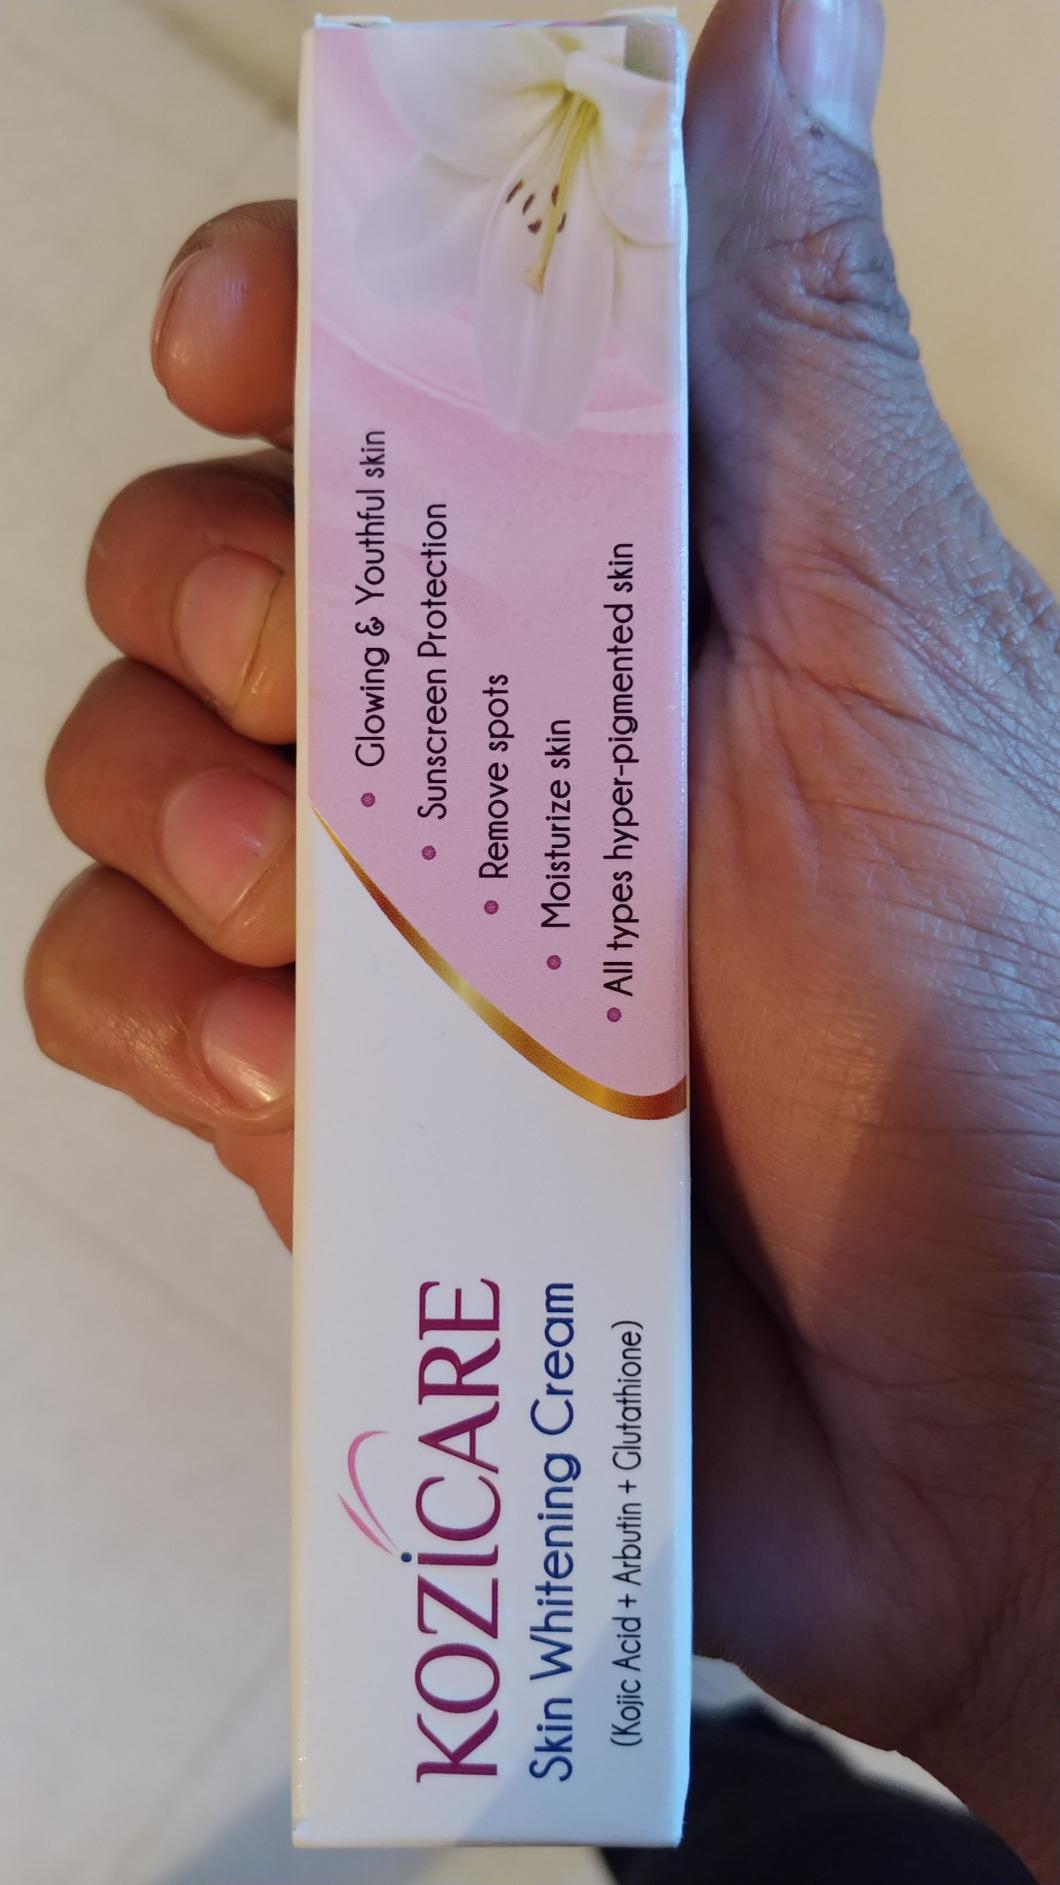 KOZiCARE
Skin Whitening Cream
(Kojic Acid + Arbutin + Glutathione)
• Glowing & Youthful skin
• Sunscreen Protection
• Remove spots
• Moisturize skin
• All types hyper-pigmented skin